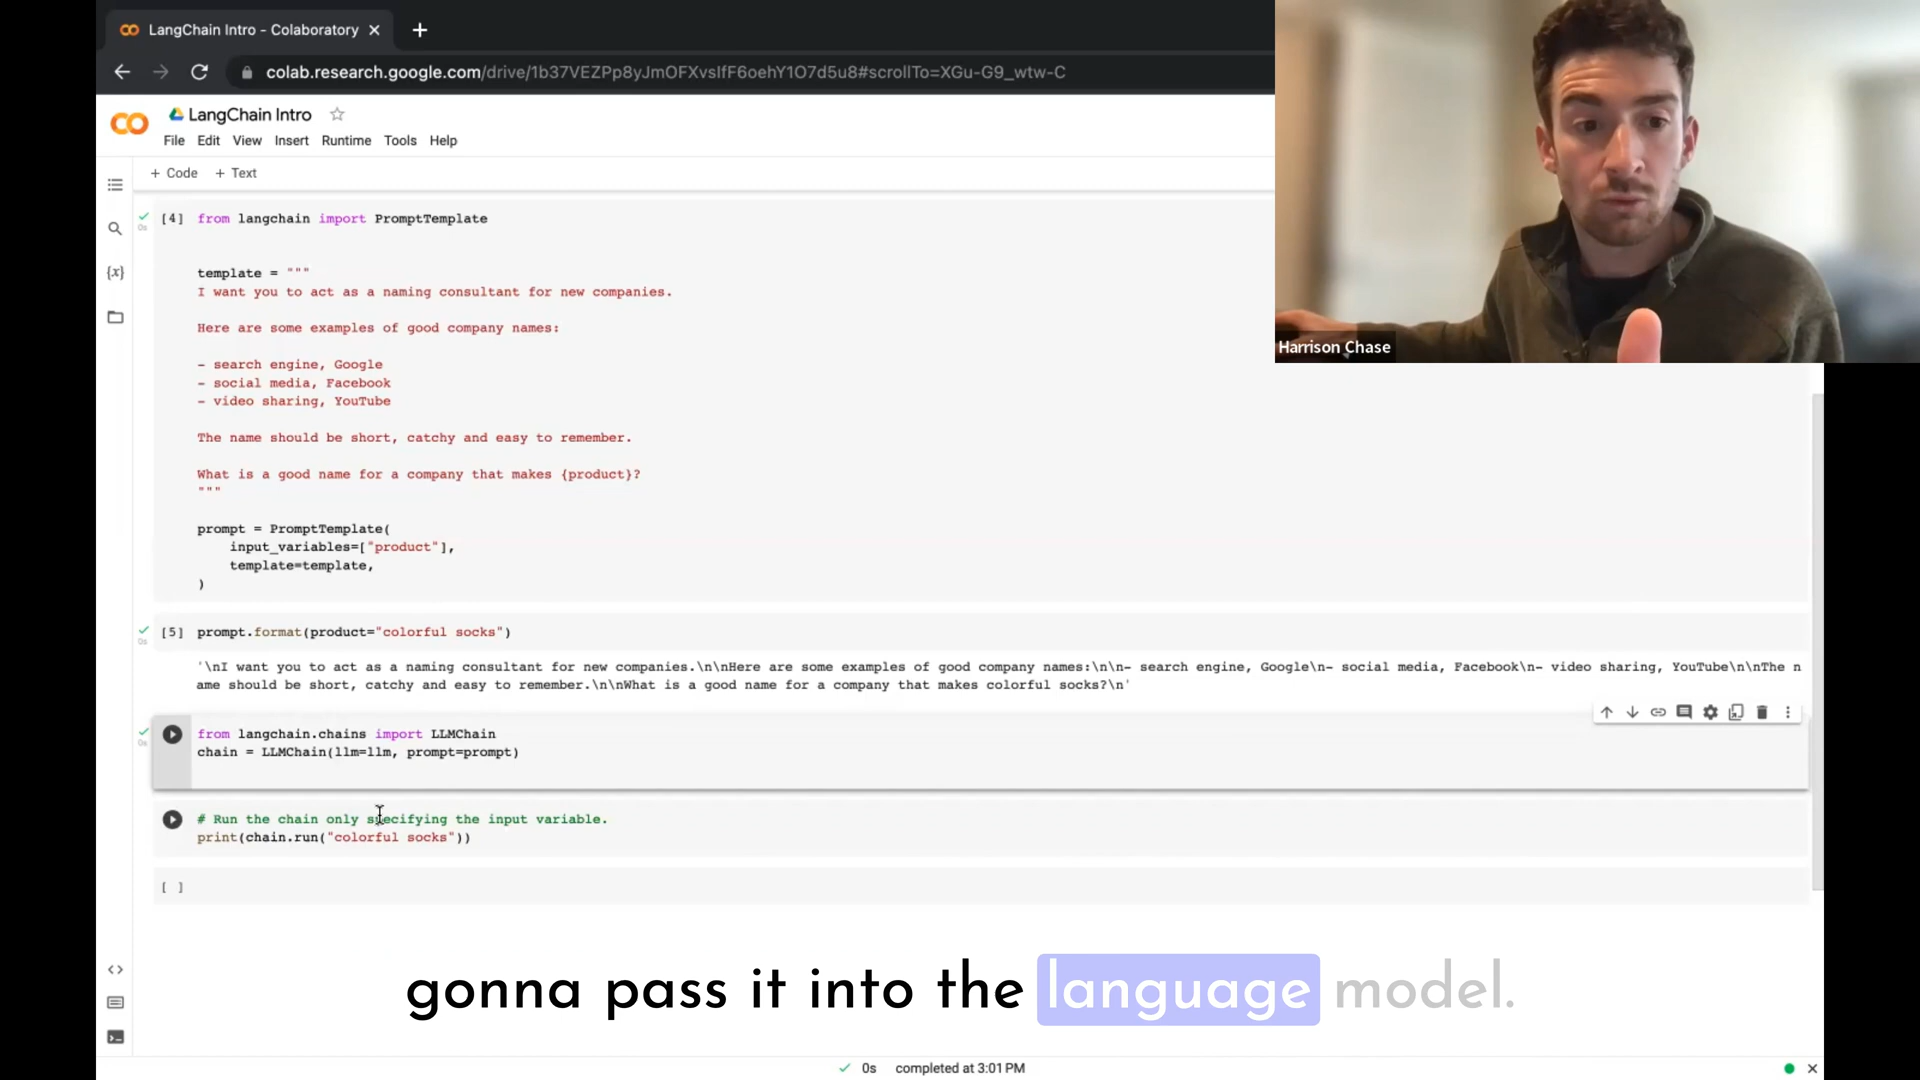 LangChain Intro - Colaboratory
colab.research.google.com/drive/1b37VEZPp8yJmOFXvsIfF6oehY1O7d5u8#scrollTo=XGu-G9_wtw-C
LangChain Intro
File Edit View Insert Runtime Tools Help
+ Code + Text
[4] from langchain import PromptTemplate
0s
template = """
I want you to act as a naming consultant for new companies.
Here are some examples of good company names:
- search engine, Google
- social media, Facebook
- video sharing, YouTube
The name should be short, catchy and easy to remember.
What is a good name for a company that makes {product}?
"""
prompt = PromptTemplate(
input_variables=["product"],
template=template,
)
Harrison Chase
[5] prompt.format(product="colorful socks")
0s
'\nI want you to act as a naming consultant for new companies.\n\nHere are some examples of good company names:\n\n- search engine, Google\n- social media, Facebook\n- video sharing, YouTube\n\nThe n
ame should be short, catchy and easy to remember.\n\nWhat is a good name for a company that makes colorful socks?\n'
from langchain.chains import LLMChain
0s
chain = LLMChain(llm=llm, prompt=prompt)
# Run the chain only specifying the input variable.
print(chain.run("colorful socks"))
[ ]
gonna pass it into the language model.
0s completed at 3:01 PM